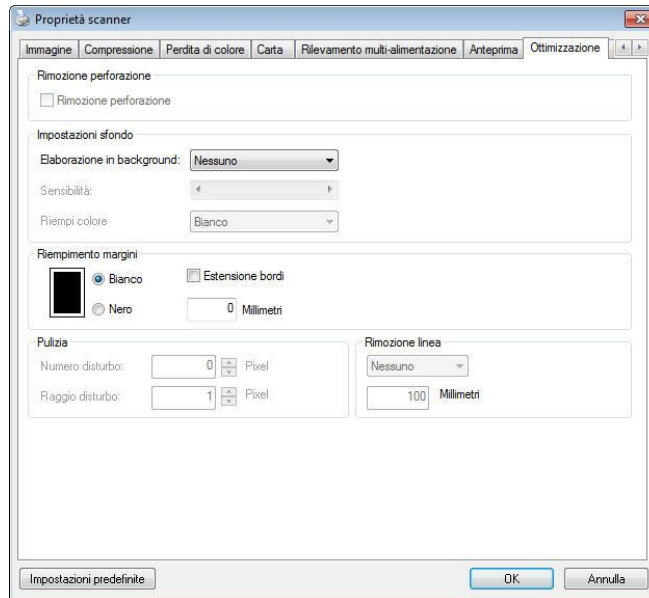 Proprietà scanner
Immagine Compressione Perdita di colore Carta Rilevamento multi-alimentazione Anteprima Ottimizzazione
Rimozione perforazione
Rimozione perforazione
Impostazioni sfondo
Elaborazione in background: Nessuno
Sensibilità:
Riempi colore Bianco
Riempimento margini
Bianco Estensione bordi
Nero 0 Millimetri
Pulizia Rimozione linea
Numero disturbo: 0 Pixel Nessuno
Raggio disturbo: 1 Pixel 100 Millimetri
Impostazioni predefinite OK Annulla